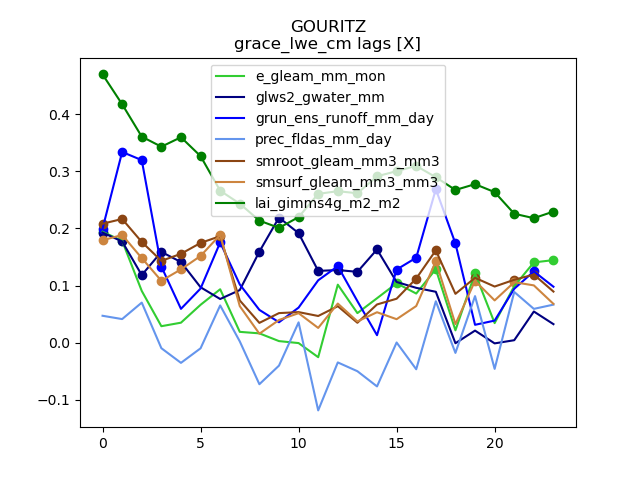 GOURITZ
grace_lwe_cm lags [X]
e_gleam_mm_mon
glws2_gwater_mm
grun_ens_runoff_mm_day
prec_fldas_mm_day
smroot_gleam_mm3_mm3
smsurf_gleam_mm3_mm3
lai_gimms4g_m2_m2
0.4
0.3
0.2
0.1
0.0
−0.1
0 5 10 15 20